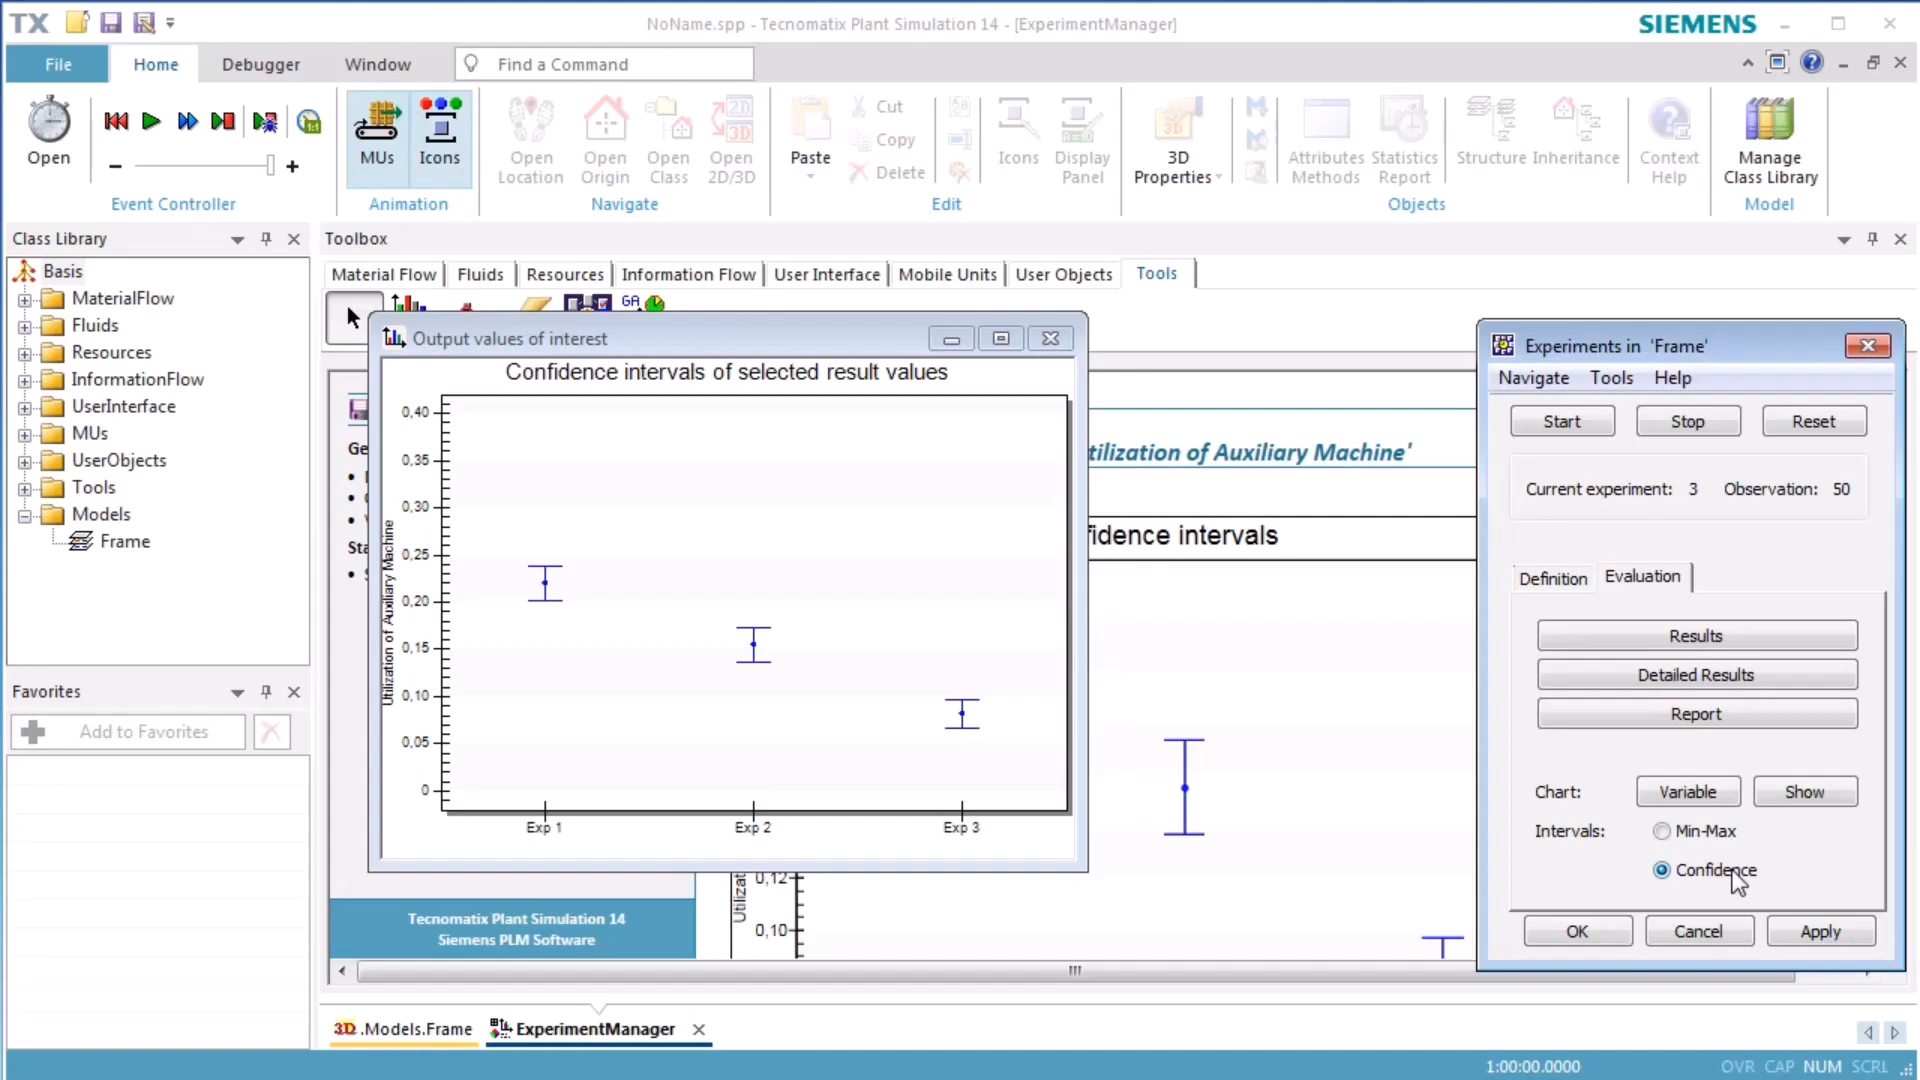 TX
NoName.spp - Tecnomatix Plant Simulation 14 - [ExperimentManager]
SIEMENS
File
Home
Debugger
Window
Find a Command
Open
MUs
Icons
Open Location
Open Origin
Open Class
Open 2D/3D
Paste
Cut
Copy
Delete
Icons
Display Panel
3D Properties
Attributes Methods
Statistics Report
Structure
Inheritance
Context Help
Manage Class Library
Event Controller
Animation
Navigate
Edit
Objects
Model
Class Library
Basis
MaterialFlow
Fluids
Resources
InformationFlow
UserInterface
MUs
UserObjects
Tools
Models
Frame
Favorites
Add to Favorites
Toolbox
Material Flow
Fluids
Resources
Information Flow
User Interface
Mobile Units
User Objects
Tools
GA
Output values of interest
Confidence intervals of selected result values
0,40
0,35
0,30
0,25
0,20
0,15
0,10
0,05
0
Utilization of Auxiliary Machine
Exp 1
Exp 2
Exp 3
Ge
Sta
tilization of Auxiliary Machine'
fidence intervals
Utilizat
0,12
0,10
Tecnomatix Plant Simulation 14
Siemens PLM Software
Experiments in 'Frame'
Navigate
Tools
Help
Start
Stop
Reset
Current experiment: 3
Observation: 50
Definition
Evaluation
Results
Detailed Results
Report
Chart:
Variable
Show
Intervals:
Min-Max
Confidence
OK
Cancel
Apply
3D .Models.Frame
ExperimentManager
1:00:00.0000
OVR CAP NUM SCRL